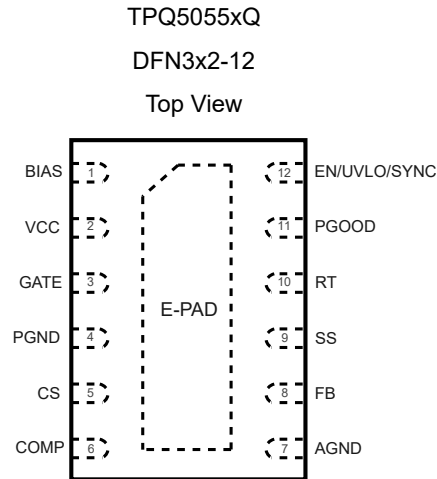 TPQ5055xQ
DFN3x2-12
Top View
BIAS 1 12 EN/UVLO/SYNC
VCC 2 11 PGOOD
GATE 3 10 RT
E-PAD
PGND 4 9 SS
CS 5 8 FB
COMP 6 7 AGND